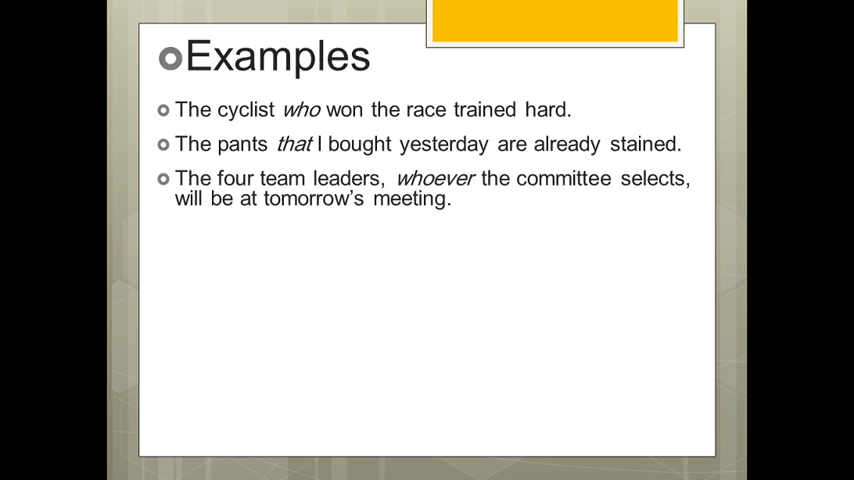 Examples
The cyclist who won the race trained hard.
The pants that I bought yesterday are already stained.
The four team leaders, whoever the committee selects,
will be at tomorrow's meeting.